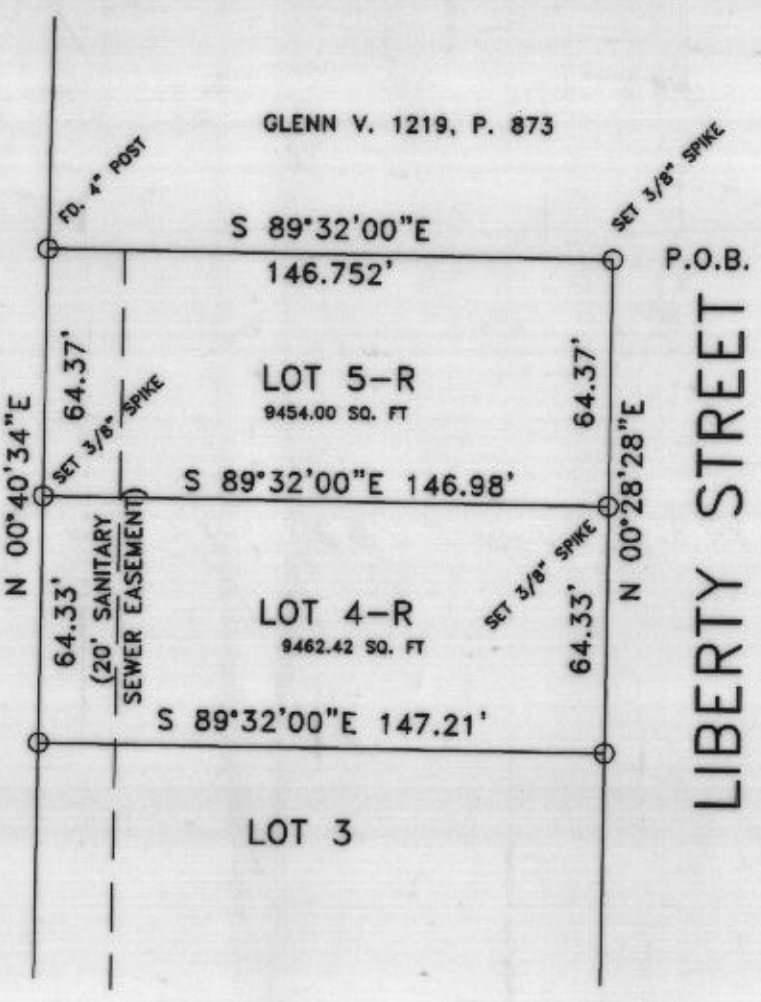 GLENN V. 1219, P. 873
FD. 4" POST
SET 3/8" SPIKE
S 89°32'00"E
146.752'
P.O.B.
64.37'
LOT 5-R
9454.00 SQ. FT
64.37'
N 00°40'34"E
SET 3/8" SPIKE
S 89°32'00"E 146.98'
N 00°28'28"E
LIBERTY STREET
64.33'
(20' SANITARY
SEWER EASEMENT
LOT 4-R
9462.42 SQ. FT
SET 3/8" SPIKE
64.33'
S 89°32'00"E 147.21'
LOT 3